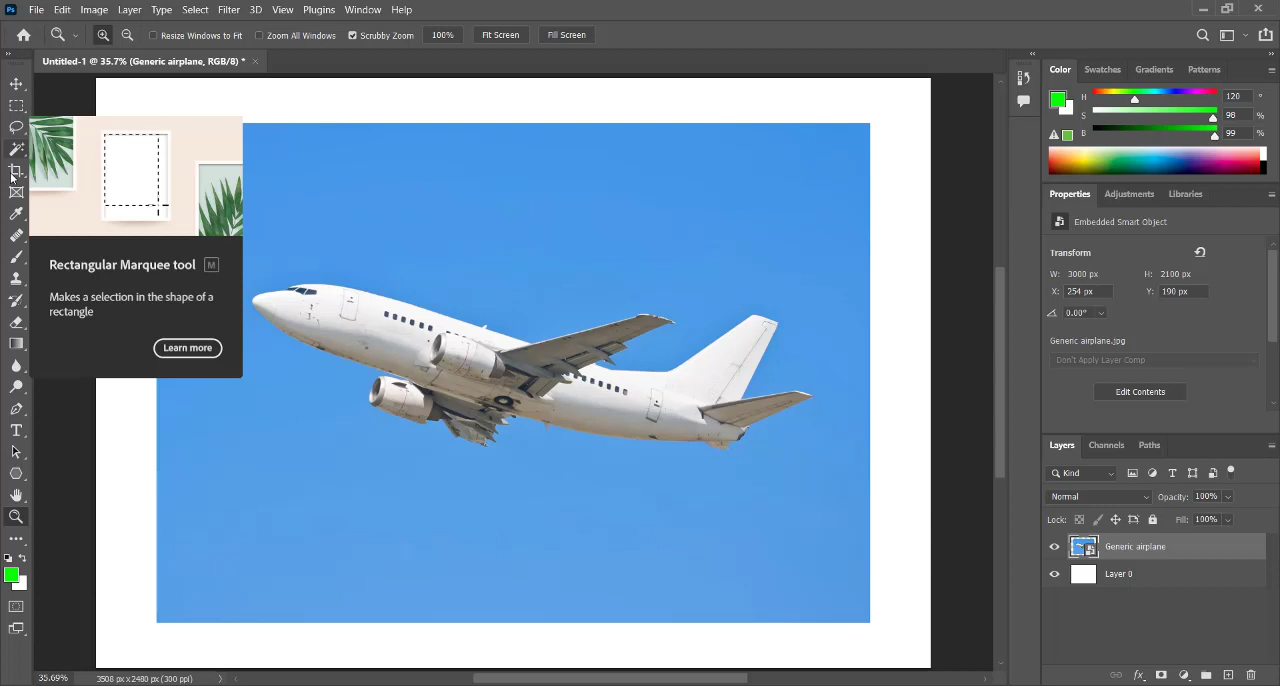 Ps File Edit Image Layer Type Select Filter 3D View Plugins Window Help
Resize Windows to Fit Zoom All Windows Scrubby Zoom 100% Fit Screen Fill Screen
Untitled-1 @ 35.7% (Generic airplane, RGB/8) *
Color Swatches Gradients Patterns
H 120 °
S 98 %
B 99 %
Rectangular Marquee tool M
Makes a selection in the shape of a
rectangle
Learn more
Properties Adjustments Libraries
Embedded Smart Object
Transform
W: 3000 px H: 2100 px
X: 254 px Y: 190 px
0.00°
Generic airplane.jpg
Don't Apply Layer Comp
Edit Contents
Layers Channels Paths
Kind
Normal Opacity: 100%
Lock: Fill: 100%
Generic airplane
Layer 0
fx
35.69% 3508 px x 2480 px (300 ppi)